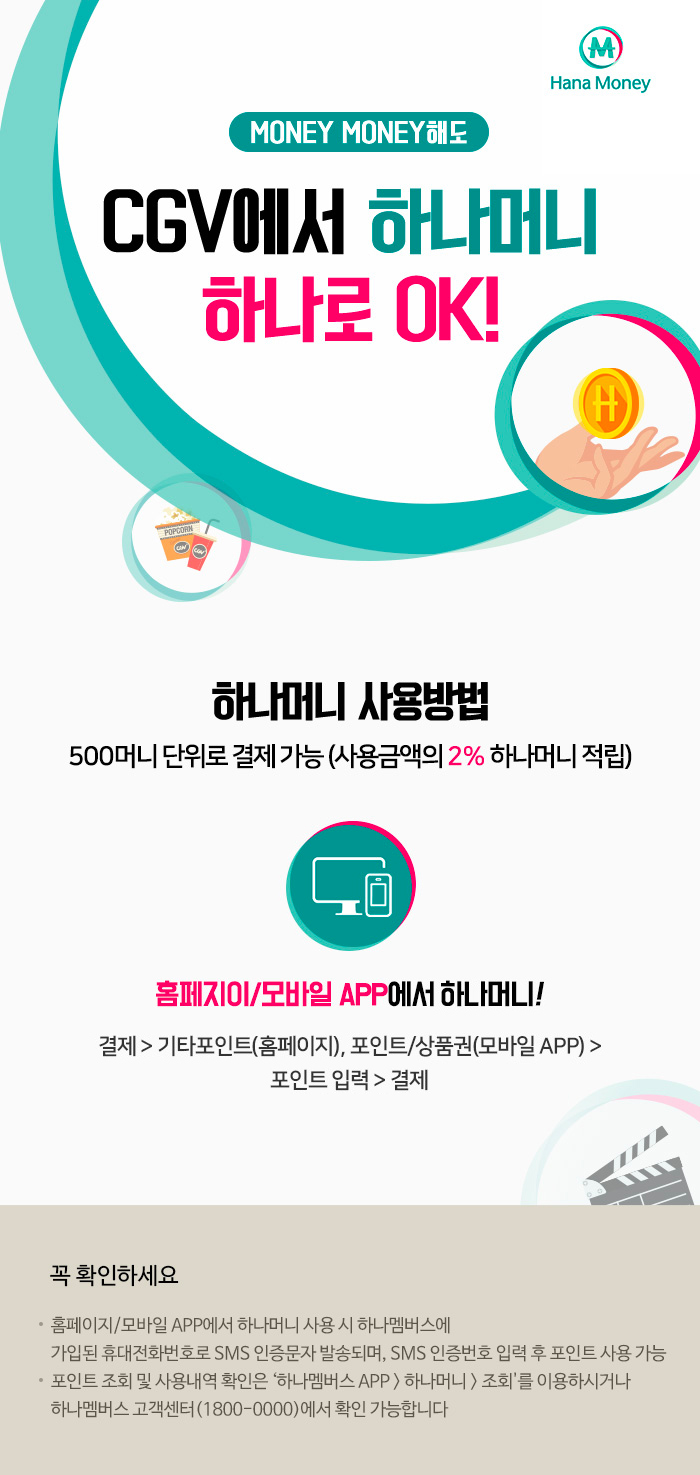 Hana Money
MONEY MONEY해도
CGV에서 하나머니
하나로 OK!
POPCORN
CGV
CGV
하나머니 사용방법
500머니 단위로 결제 가능 (사용금액의 2% 하나머니 적립)
홈페지이/모바일 APP에서 하나머니!
결제 > 기타포인트(홈페이지), 포인트/상품권(모바일 APP) >
포인트 입력 > 결제
꼭 확인하세요
• 홈페이지/모바일 APP에서 하나머니 사용 시 하나멤버스에
가입된 휴대전화번호로 SMS 인증문자 발송되며, SMS 인증번호 입력 후 포인트 사용 가능
• 포인트 조회 및 사용내역 확인은 ‘하나멤버스 APP > 하나머니 > 조회'를 이용하시거나
하나멤버스 고객센터(1800-0000)에서 확인 가능합니다